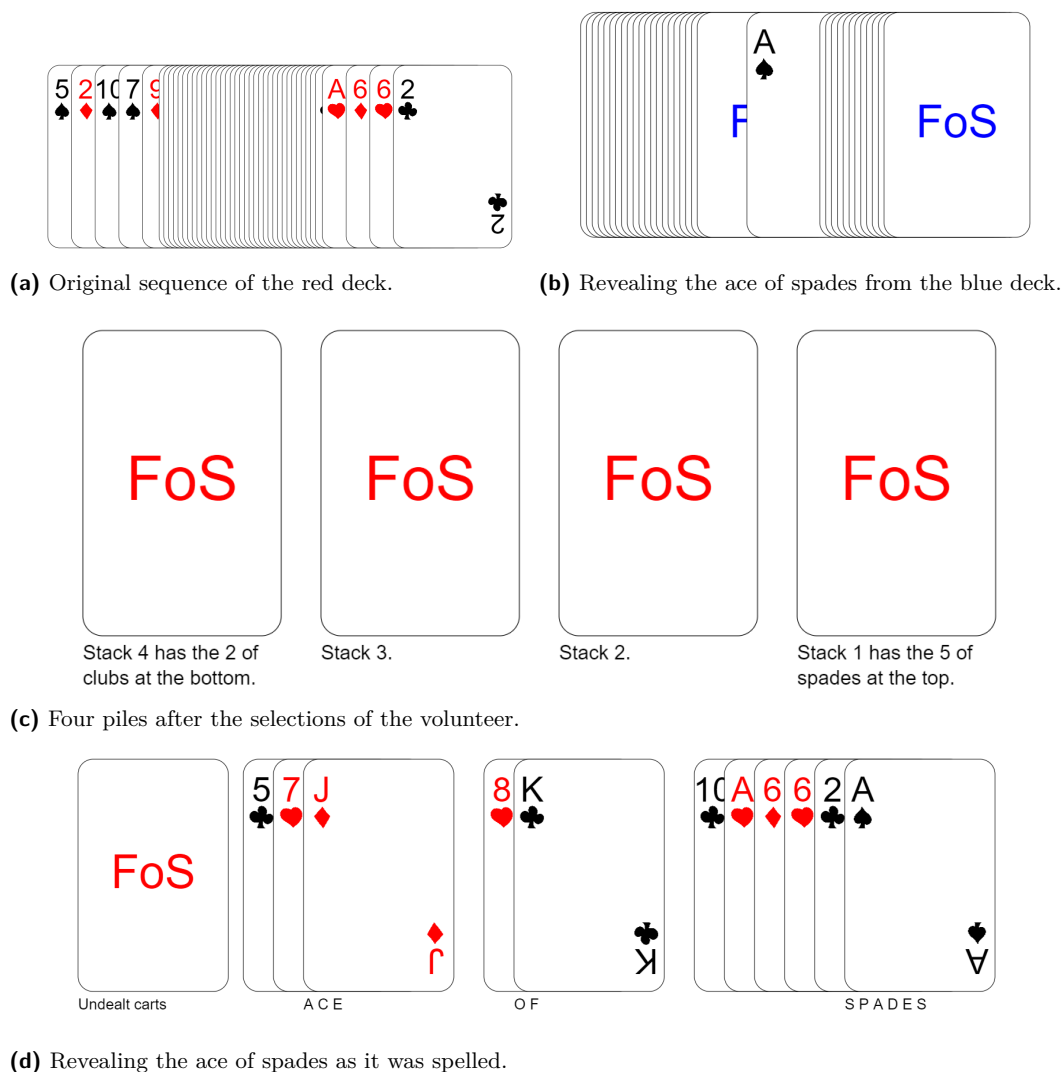 5 2 10 7 9 A 6 6 2
2
A
F FoS
(a) Original sequence of the red deck.
(b) Revealing the ace of spades from the blue deck.
FoS FoS FoS FoS
Stack 4 has the 2 of
clubs at the bottom.
Stack 3.
Stack 2.
Stack 1 has the 5 of
spades at the top.
(c) Four piles after the selections of the volunteer.
5 7 J 8 K 10 A 6 6 2 A
FoS
J K A
Undealt carts
A C E
O F
S P A D E S
(d) Revealing the ace of spades as it was spelled.